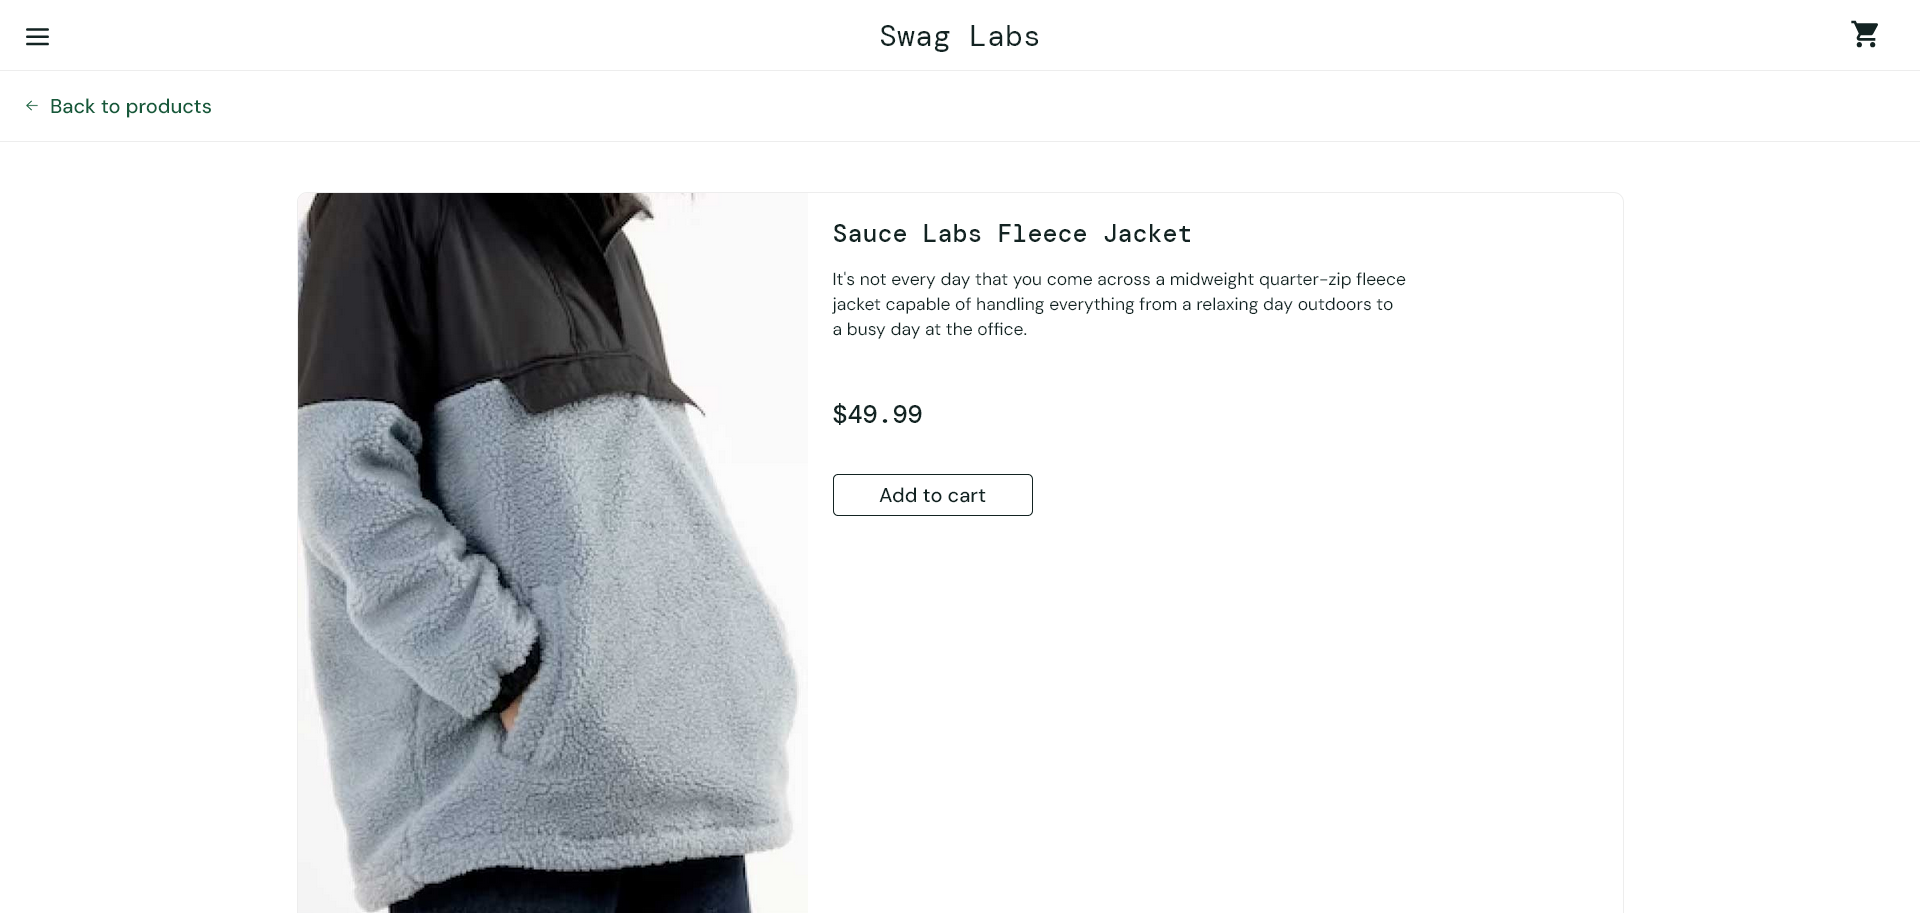 Swag Labs
Back to products
Sauce Labs Fleece Jacket
It's not every day that you come across a midweight quarter-zip fleece
jacket capable of handling everything from a relaxing day outdoors to
a busy day at the office.
$49.99
Add to cart